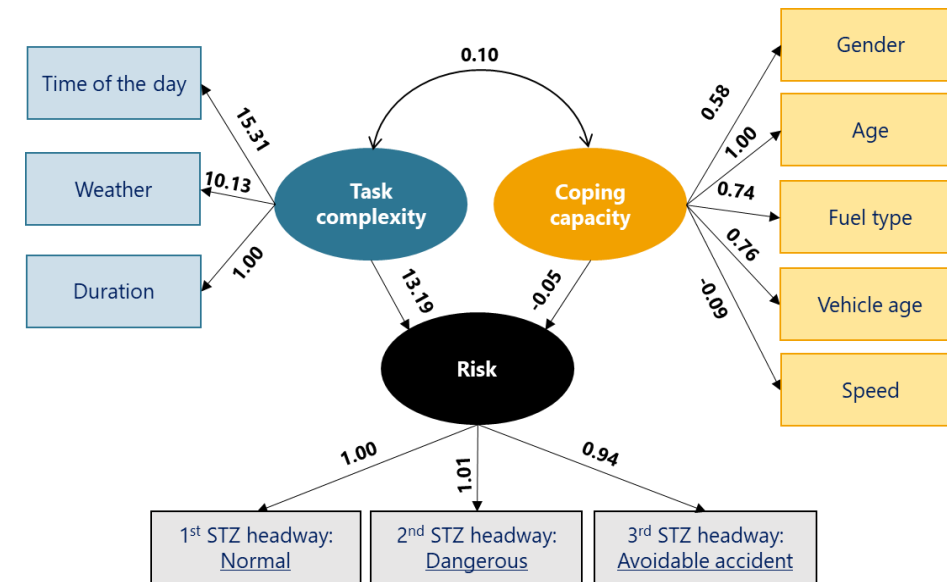 0.10
Time of the day
Weather
Duration
15.31
10.13
1.00
Task
complexity
Coping
capacity
0.58
1.00
0.74
0.76
-0.09
Gender
Age
Fuel type
Vehicle age
Speed
13.19
-0.05
Risk
1.00
1.01
0.94
1st STZ headway:
Normal
2nd STZ headway:
Dangerous
3rd STZ headway:
Avoidable accident